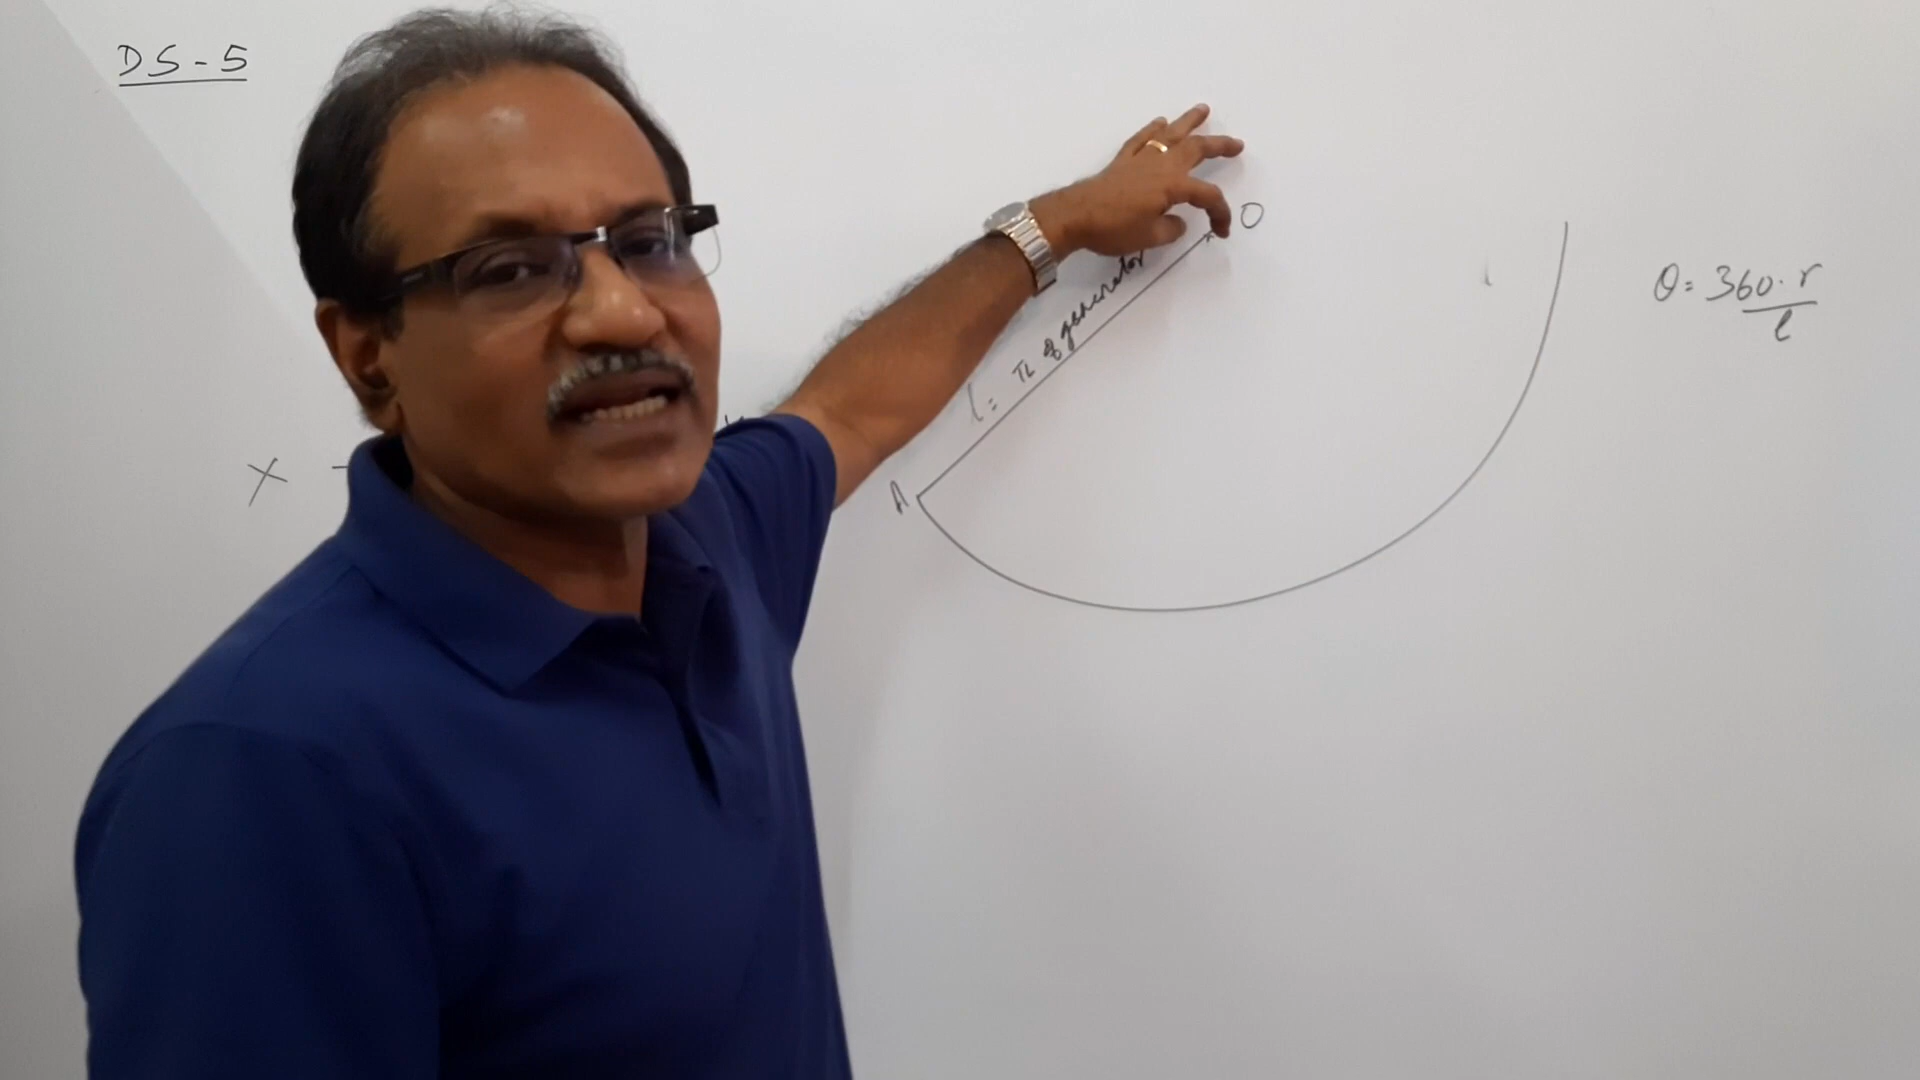 DS-5
O
l = TL of generator
A
X
θ = 360·r
l